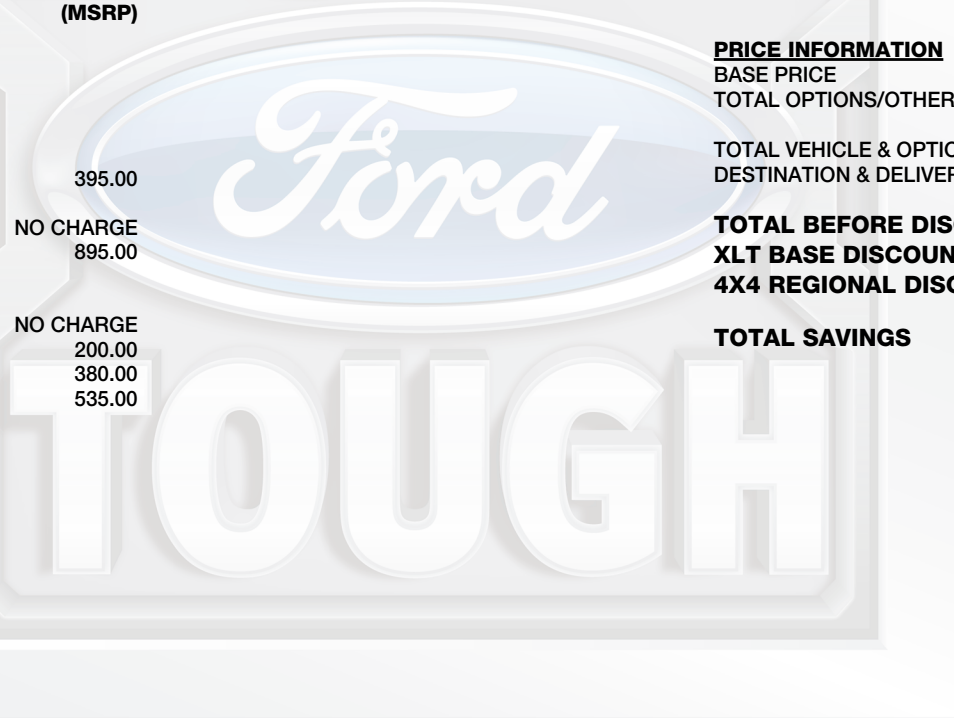 (MSRP)
395.00
NO CHARGE
895.00
NO CHARGE
200.00
380.00
535.00
PRICE INFORMATION
BASE PRICE
TOTAL OPTIONS/OTHER
TOTAL VEHICLE & OPTIO
DESTINATION & DELIVER
TOTAL BEFORE DISC
XLT BASE DISCOUN
4X4 REGIONAL DISC
TOTAL SAVINGS
Ford
TOUGH